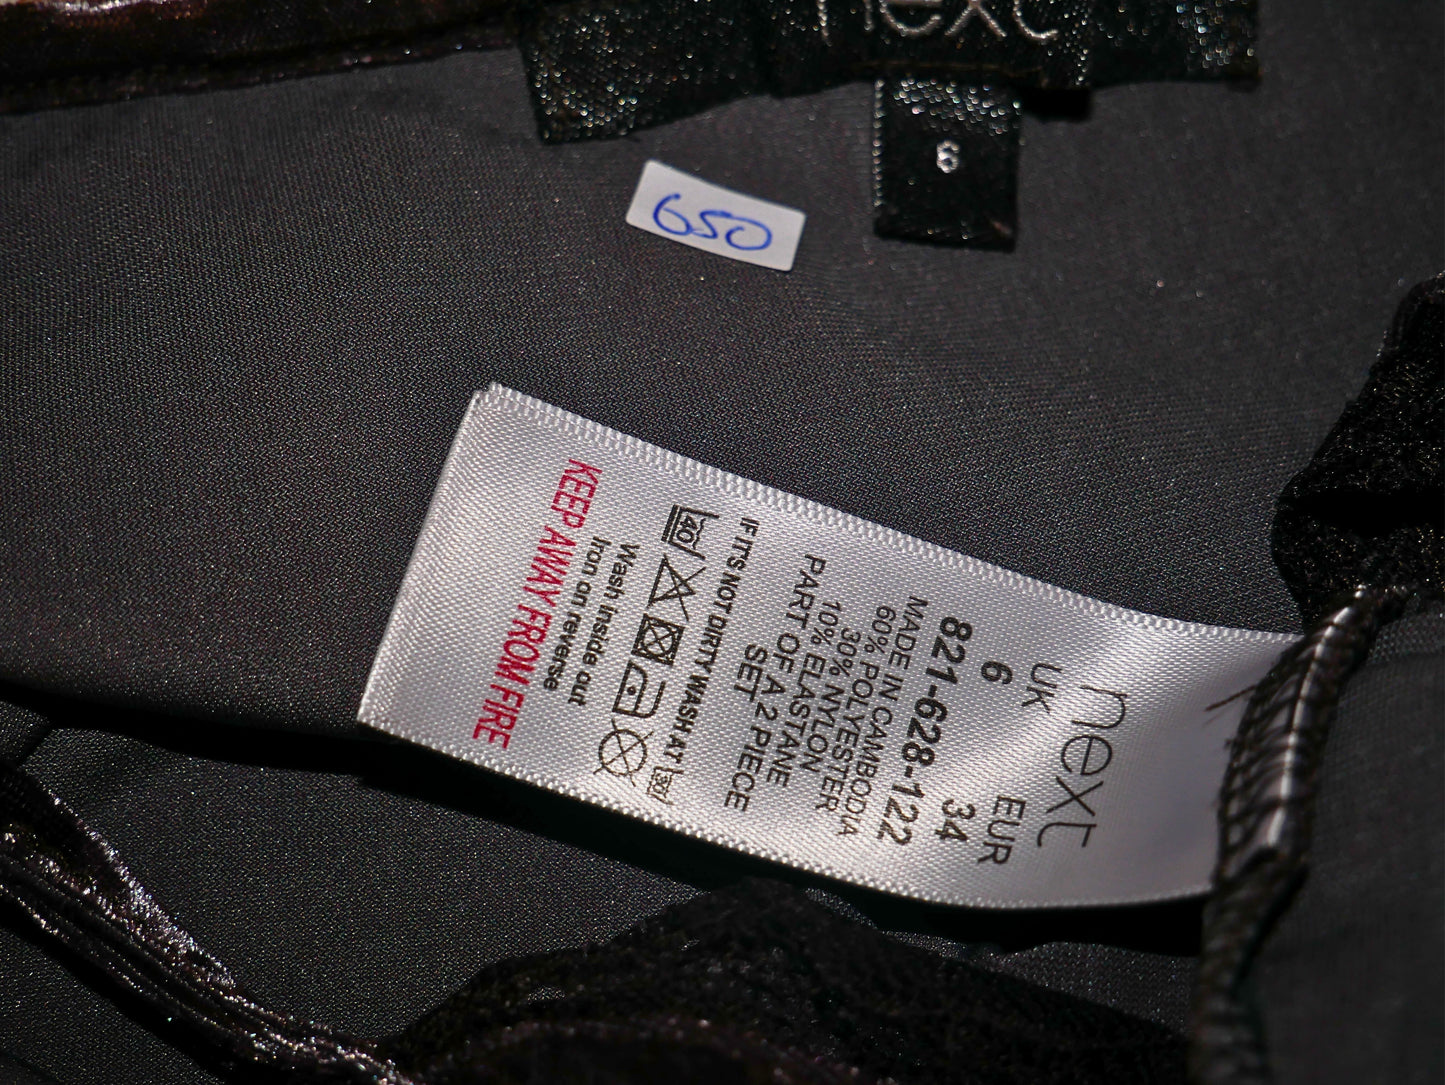 next
6
650
next
UK EUR
6 34
821-628-122
MADE IN CAMBODIA
60% POLYESTER
30% NYLON
10% ELASTANE
PART OF A 2 PIECE
SET
IF IT'S NOT DIRTY WASH AT 30
40
Wash inside out
Iron on reverse
KEEP AWAY FROM FIRE